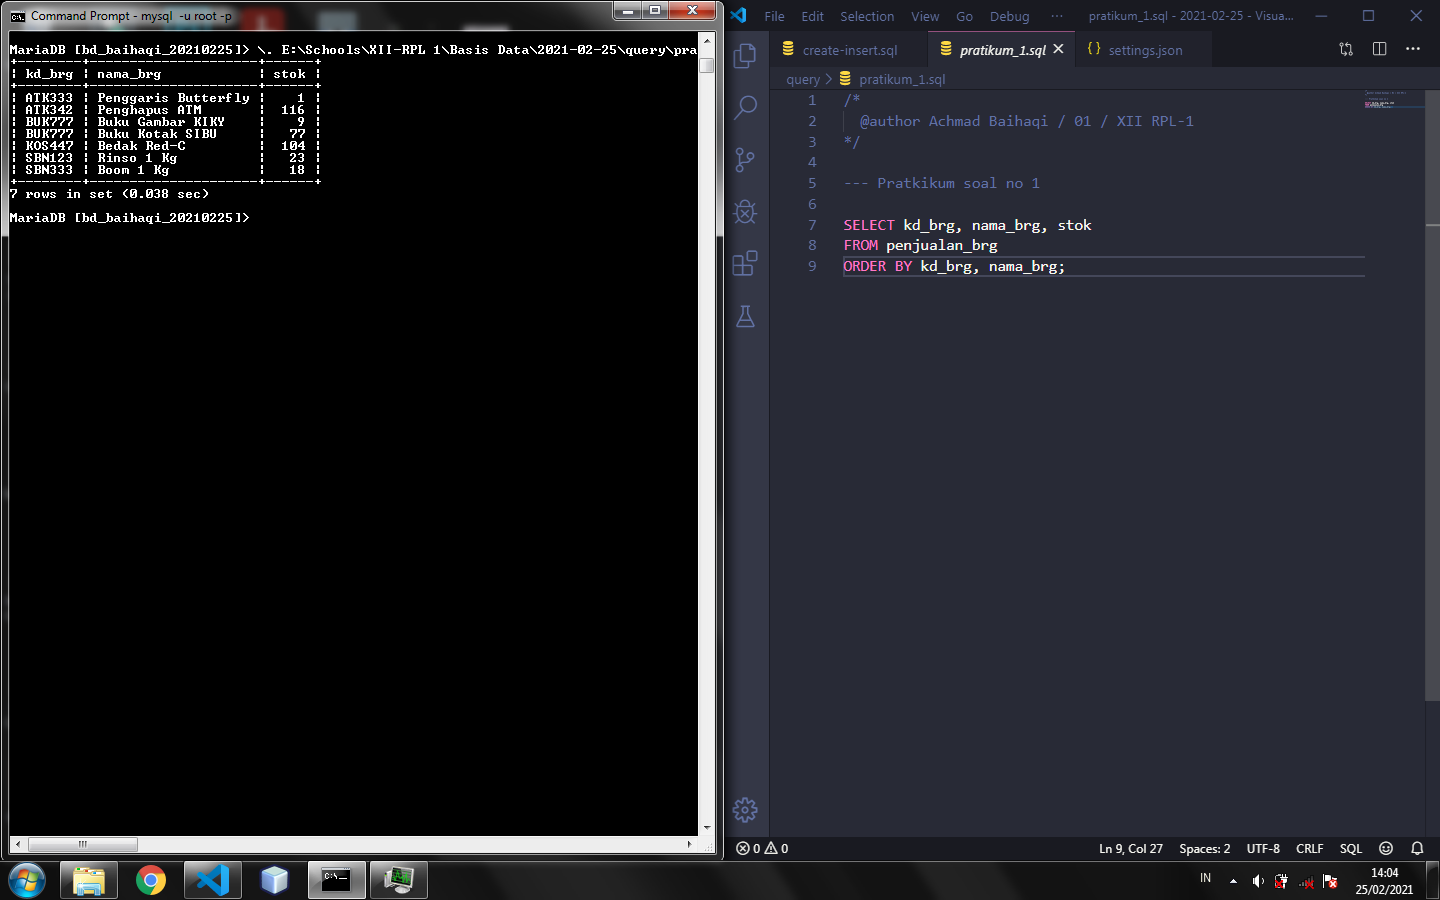 Command Prompt - mysql  -u root -p
MariaDB [bd_baihaqi_20210225]> \. E:\Schools\XII-RPL 1\Basis Data\2021-02-25\query\pra
+--------+---------------------+------+
| kd_brg | nama_brg            | stok |
+--------+---------------------+------+
| ATK333 | Penggaris Butterfly |    1 |
| ATK342 | Penghapus ATM       |  116 |
| BUK777 | Buku Gambar KIKY    |    9 |
| BUK777 | Buku Kotak SIBU     |   77 |
| KOS447 | Bedak Red-C         |  104 |
| SBN123 | Rinso 1 Kg          |   23 |
| SBN333 | Boom 1 Kg           |   18 |
+--------+---------------------+------+
7 rows in set (0.038 sec)
MariaDB [bd_baihaqi_20210225]>
File Edit Selection View Go Debug ··· pratikum_1.sql - 2021-02-25 - Visua...
create-insert.sql pratikum_1.sql settings.json
query > pratikum_1.sql
1 /*
2   @author Achmad Baihaqi / 01 / XII RPL-1
3 */
4
5 --- Pratkikum soal no 1
6
7 SELECT kd_brg, nama_brg, stok
8 FROM penjualan_brg
9 ORDER BY kd_brg, nama_brg;
0 0 Ln 9, Col 27 Spaces: 2 UTF-8 CRLF SQL
C:\_
IN 14:04
25/02/2021